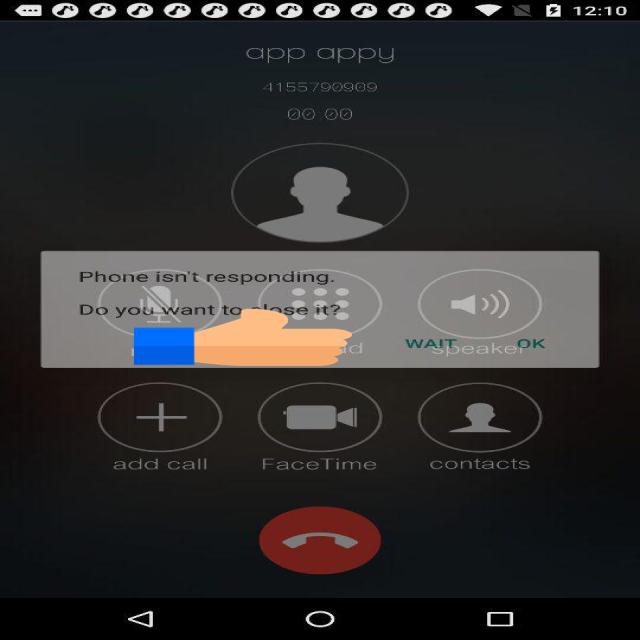 12:10
app appy
4155790909
00 00
Phone isn't responding.
Do you want to close it?
WAIT OK
speaker
add call FaceTime contacts